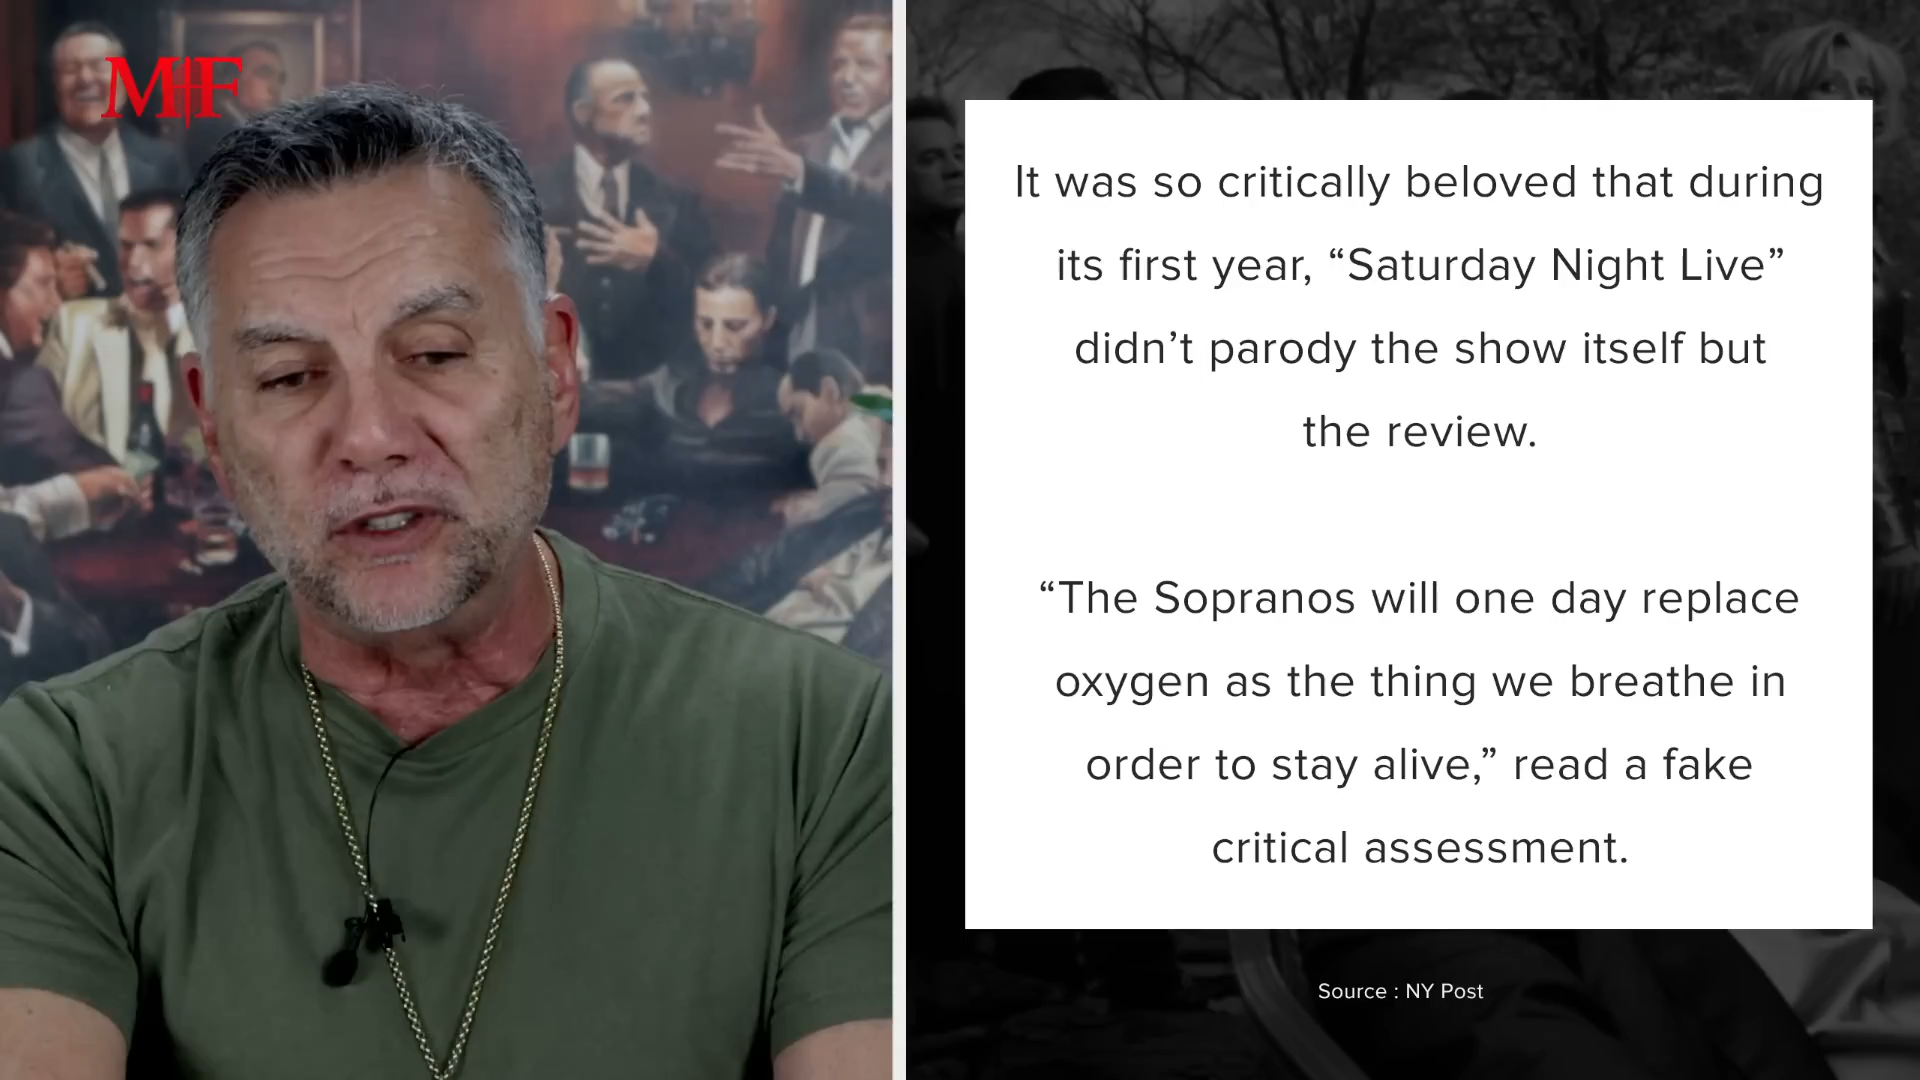 M|F
It was so critically beloved that during
its first year, “Saturday Night Live”
didn’t parody the show itself but
the review.
“The Sopranos will one day replace
oxygen as the thing we breathe in
order to stay alive,” read a fake
critical assessment.
Source : NY Post